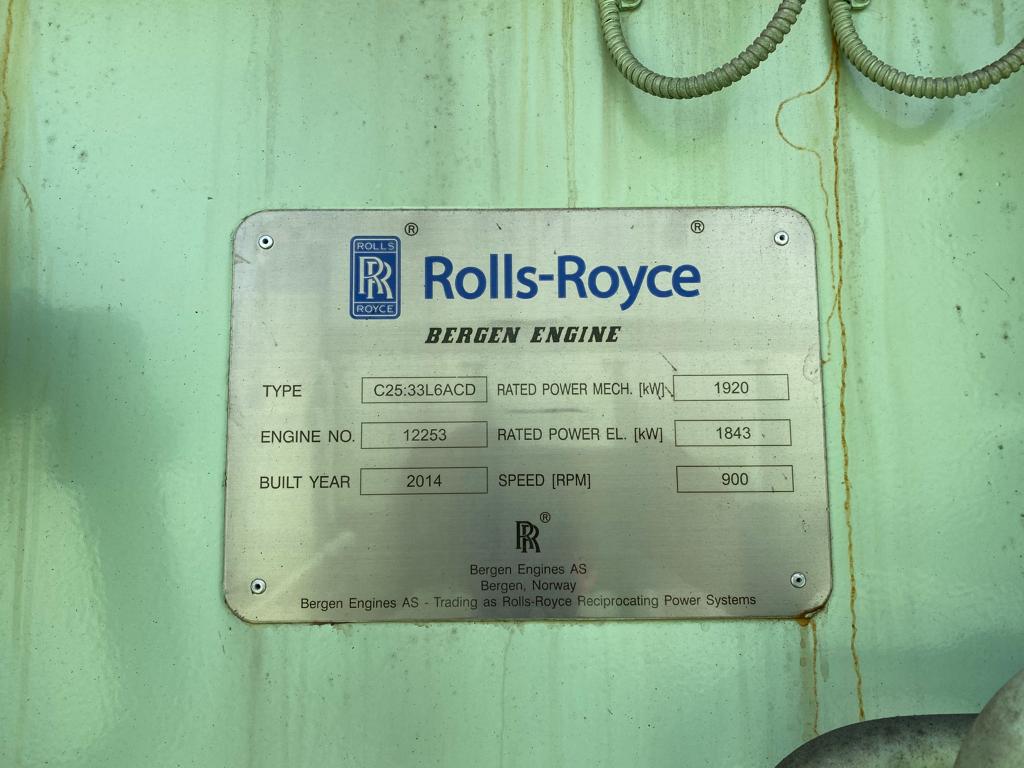 ® ®
ROLLS
RR
ROYCE
Rolls-Royce
BERGEN ENGINE
TYPE C25:33L6ACD RATED POWER MECH. [kW] 1920
ENGINE NO. 12253 RATED POWER EL. [kW] 1843
BUILT YEAR 2014 SPEED [RPM] 900
RR®
Bergen Engines AS
Bergen, Norway
Bergen Engines AS - Trading as Rolls-Royce Reciprocating Power Systems